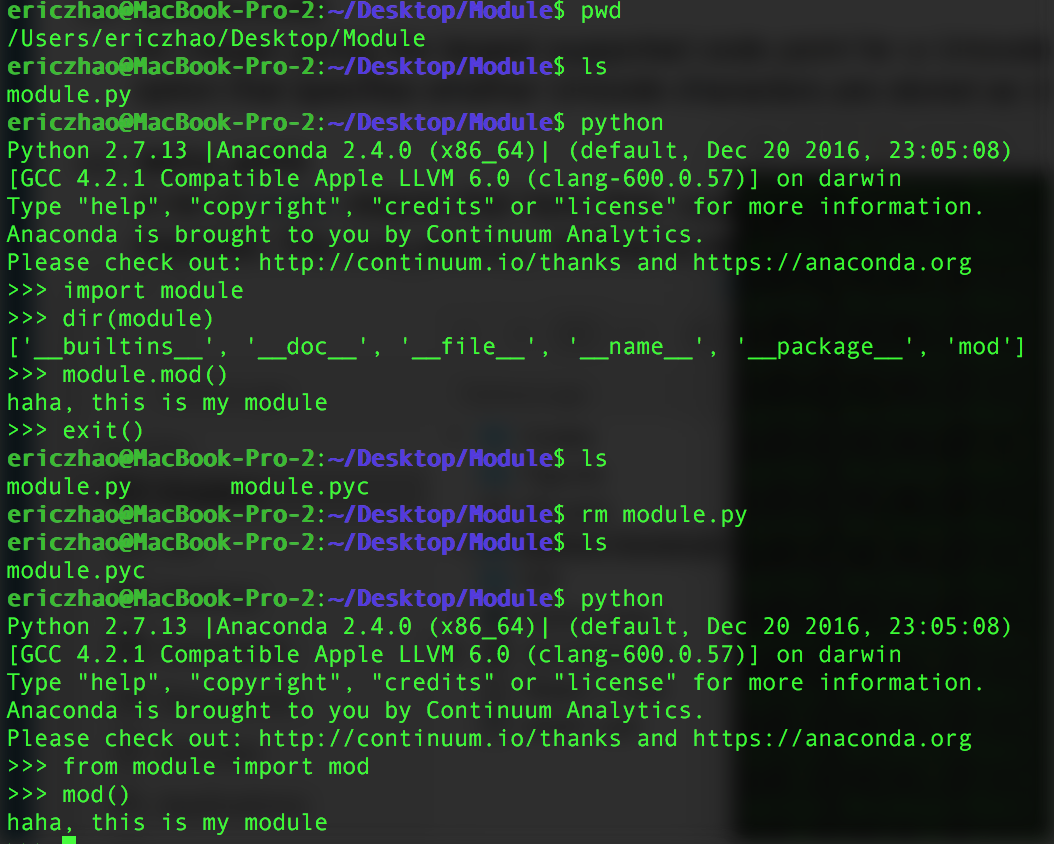 ericzhao@MacBook-Pro-2:~/Desktop/Module$ pwd
/Users/ericzhao/Desktop/Module
ericzhao@MacBook-Pro-2:~/Desktop/Module$ ls
module.py
ericzhao@MacBook-Pro-2:~/Desktop/Module$ python
Python 2.7.13 |Anaconda 2.4.0 (x86_64)| (default, Dec 20 2016, 23:05:08)
[GCC 4.2.1 Compatible Apple LLVM 6.0 (clang-600.0.57)] on darwin
Type "help", "copyright", "credits" or "license" for more information.
Anaconda is brought to you by Continuum Analytics.
Please check out: http://continuum.io/thanks and https://anaconda.org
>>> import module
>>> dir(module)
['__builtins__', '__doc__', '__file__', '__name__', '__package__', 'mod']
>>> module.mod()
haha, this is my module
>>> exit()
ericzhao@MacBook-Pro-2:~/Desktop/Module$ ls
module.py       module.pyc
ericzhao@MacBook-Pro-2:~/Desktop/Module$ rm module.py
ericzhao@MacBook-Pro-2:~/Desktop/Module$ ls
module.pyc
ericzhao@MacBook-Pro-2:~/Desktop/Module$ python
Python 2.7.13 |Anaconda 2.4.0 (x86_64)| (default, Dec 20 2016, 23:05:08)
[GCC 4.2.1 Compatible Apple LLVM 6.0 (clang-600.0.57)] on darwin
Type "help", "copyright", "credits" or "license" for more information.
Anaconda is brought to you by Continuum Analytics.
Please check out: http://continuum.io/thanks and https://anaconda.org
>>> from module import mod
>>> mod()
haha, this is my module